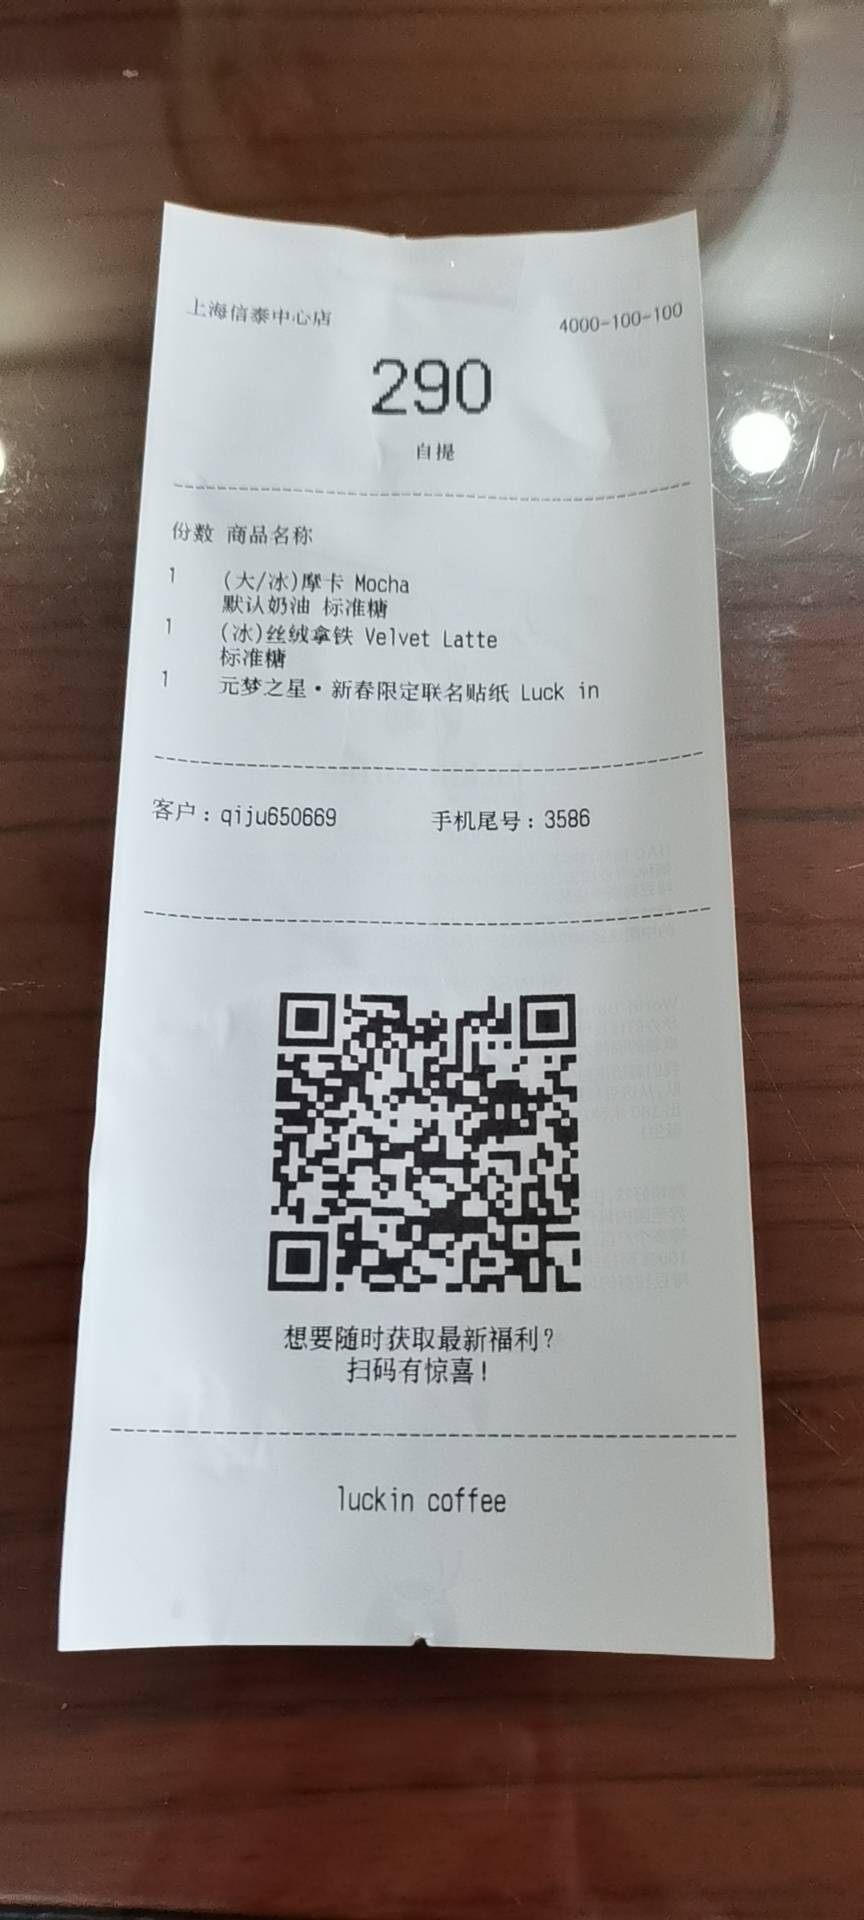 上海信泰中心店 4000-100-100
290
自提
份数 商品名称
1 (大/冰)摩卡 Mocha
默认奶油 标准糖
1 (冰)丝绒拿铁 Velvet Latte
标准糖
1 元梦之星·新春限定联名贴纸 Luck in
客户:qiju650669 手机尾号:3586
想要随时获取最新福利?
扫码有惊喜!
luckin coffee